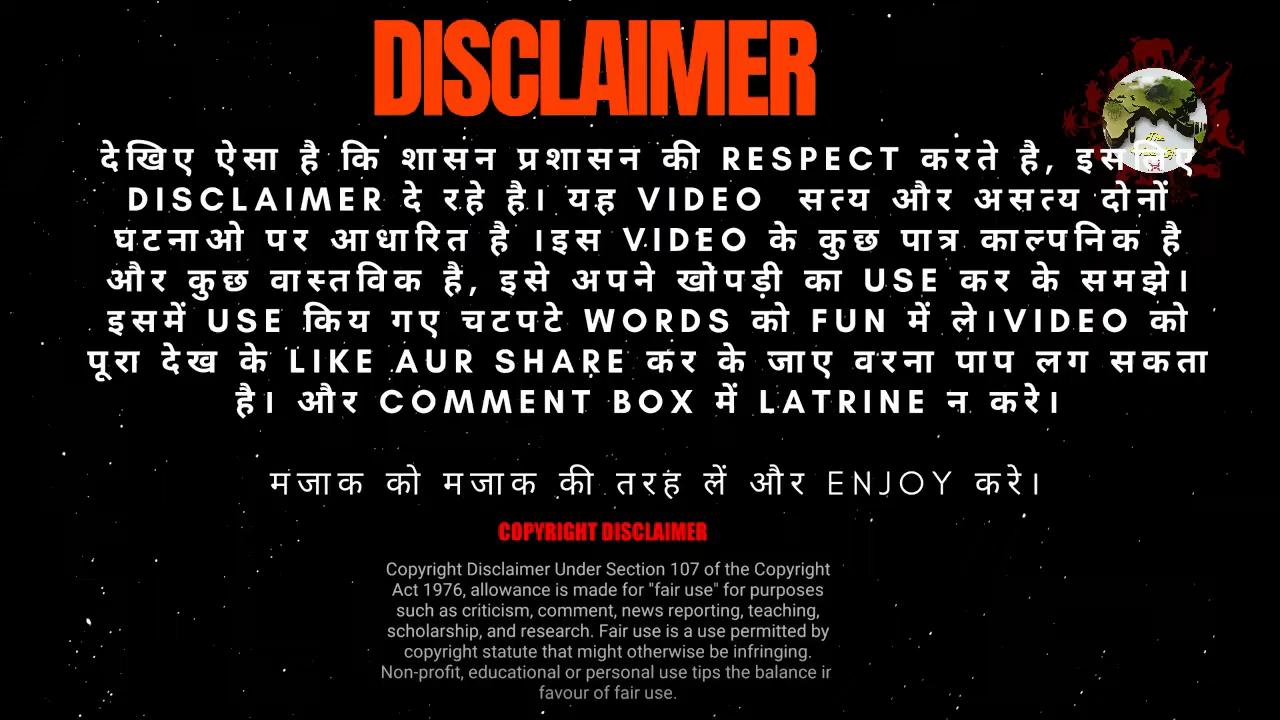 DISCLAIMER
देखिए ऐसा है कि शासन प्रशासन की RESPECT करते है, इसलिए
DISCLAIMER दे रहे है। यह VIDEO सत्य और असत्य दोनों
घटनाओ पर आधारित है ।इस VIDEO के कुछ पात्र काल्पनिक है
और कुछ वास्तविक है, इसे अपने खोंपड़ी का USE कर के समझे।
इसमें USE किय गए चटपटे WORDS को FUN में ले।VIDEO को
पूरा देख के LIKE AUR SHARE कर के जाए वरना पाप लग सकता
है। और COMMENT BOX में LATRINE न करे।
मजाक को मजाक की तरह लें और ENJOY करे।
COPYRIGHT DISCLAIMER
Copyright Disclaimer Under Section 107 of the Copyright
Act 1976, allowance is made for "fair use" for purposes
such as criticism, comment, news reporting, teaching,
scholarship, and research. Fair use is a use permitted by
copyright statute that might otherwise be infringing.
Non-profit, educational or personal use tips the balance ir
favour of fair use.